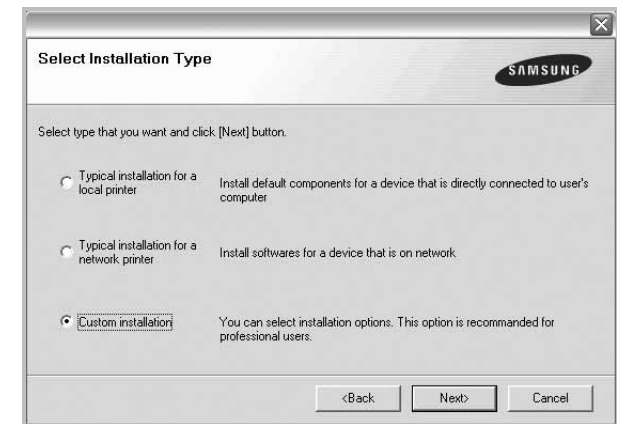 Select Installation Type
SAMSUNG
Select type that you want and click [Next] button.
Typical installation for a
local printer
Install default components for a device that is directly connected to user's
computer
Typical installation for a
network printer
Install softwares for a device that is on network
Custom installation
You can select installation options. This option is recommanded for
professional users.
<Back
Next>
Cancel